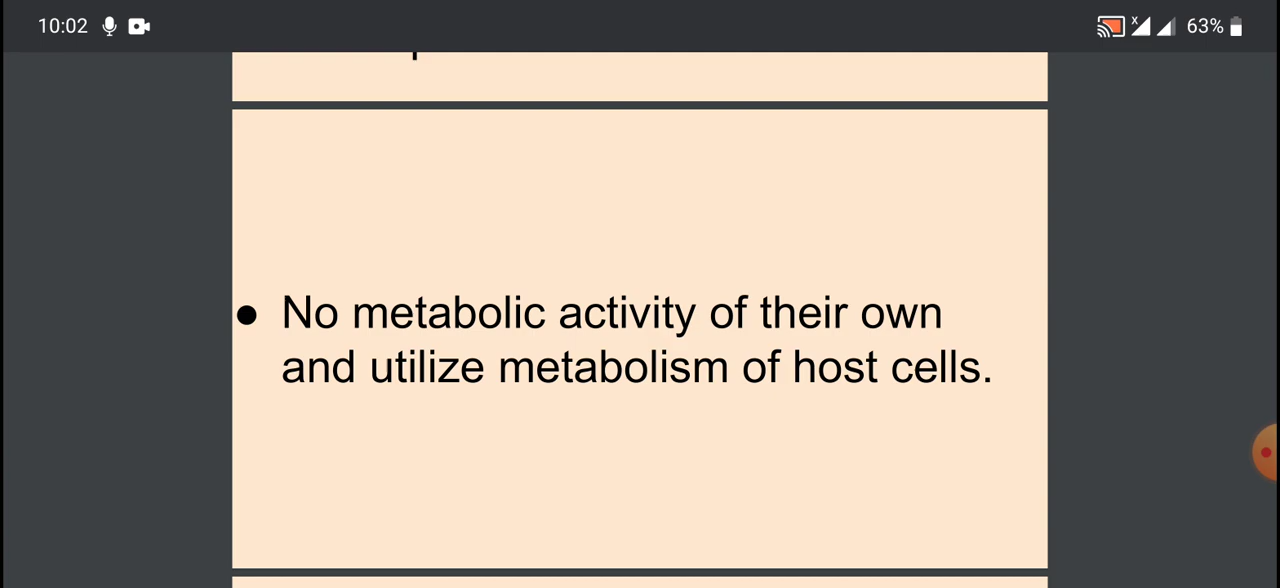 10:02
x
63%
● No metabolic activity of their own
and utilize metabolism of host cells.